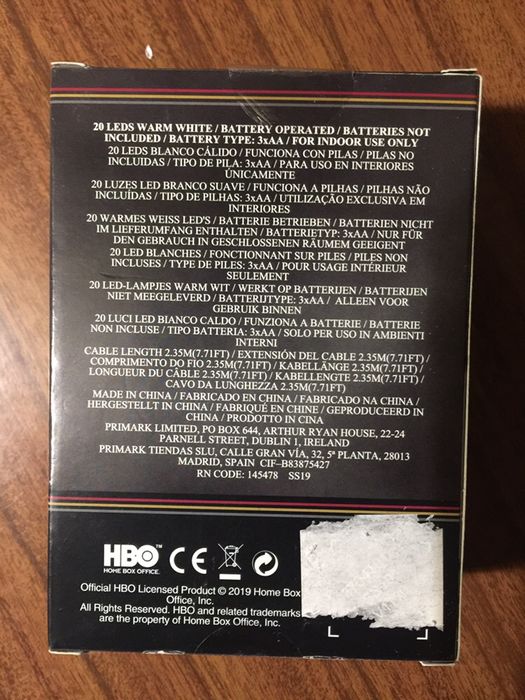 20 LEDS WARM WHITE / BATTERY OPERATED / BATTERIES NOT
INCLUDED / BATTERY TYPE: 3xAA / FOR INDOOR USE ONLY
20 LEDS BLANCO CÁLIDO / FUNCIONA CON PILAS / PILAS NO
INCLUIDAS / TIPO DE PILA: 3xAA / PARA USO EN INTERIORES
ÚNICAMENTE
20 LUZES LED BRANCO SUAVE / FUNCIONA A PILHAS / PILHAS NÃO
INCLUÍDAS / TIPO DE PILHAS: 3xAA / UTILIZAÇÃO EXCLUSIVA EM
INTERIORES
20 WARMES WEISS LED'S / BATTERIE BETRIEBEN / BATTERIEN NICHT
IM LIEFERUMFANG ENTHALTEN / BATTERIETYP: 3xAA / NUR FÜR
DEN GEBRAUCH IN GESCHLOSSENEN RÄUMEM GEEIGENT
20 LED BLANCHES / FONCTIONNANT SUR PILES / PILES NON
INCLUSES / TYPE DE PILES: 3xAA / POUR USAGE INTÉRIEUR
SEULEMENT
20 LED-LAMPJES WARM WIT / WERKT OP BATTERIJEN / BATTERIJEN
NIET MEEGELEVERD / BATTERIJTYPE: 3xAA / ALLEEN VOOR
GEBRUIK BINNEN
20 LUCI LED BIANCO CALDO / FUNZIONA A BATTERIE / BATTERIE
NON INCLUSE / TIPO BATTERIA: 3xAA / SOLO PER USO IN AMBIENTI
INTERNI
CABLE LENGTH 2.35M(7.71FT) / EXTENSIÓN DEL CABLE 2.35M(7.71FT) /
COMPRIMENTO DO FIO 2.35M(7.71FT) / KABELLÄNGE 2.35M(7.71FT) /
LONGUEUR DU CÂBLE 2.35M(7.71FT) / KABELLENGTE 2.35M(7.71FT) /
CAVO DA LUNGHEZZA 2.35M(7.71FT)
MADE IN CHINA / FABRICADO EN CHINA / FABRICADO NA CHINA /
HERGESTELLT IN CHINA / FABRIQUÉ EN CHINE / GEPRODUCEERD IN
CHINA / PRODOTTO IN CINA
PRIMARK LIMITED, PO BOX 644, ARTHUR RYAN HOUSE, 22-24
PARNELL STREET, DUBLIN 1, IRELAND
PRIMARK TIENDAS SLU, CALLE GRAN VÍA, 32, 5ª PLANTA, 28013
MADRID, SPAIN CIF-B83875427
RN CODE: 145478 SS19
HBO™ CE
HOME BOX OFFICE
Official HBO Licensed Product © 2019 Home Box
Office, Inc.
All Rights Reserved. HBO and related trademarks
are the property of Home Box Office, Inc.